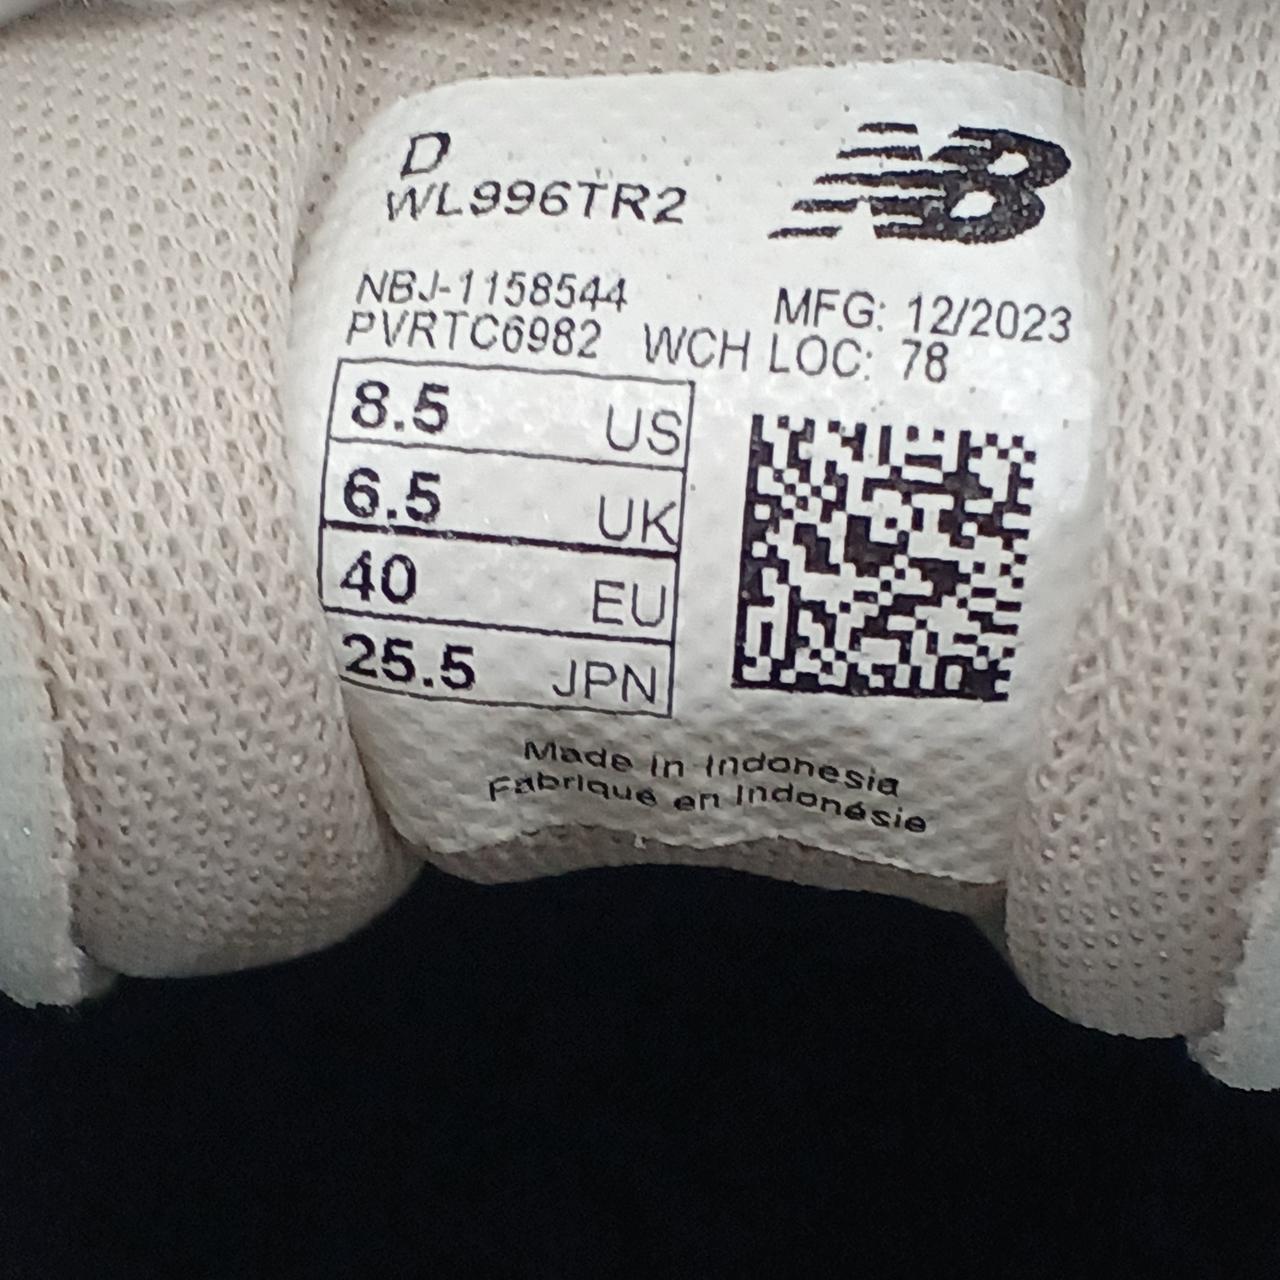 D
WL996TR2
NB
NBJ-1158544
PVRTC6982 WCH
MFG: 12/2023
LOC: 78
8.5 US
6.5 UK
40 EU
25.5 JPN
Made in Indonesia
Fabriqué en Indonésie